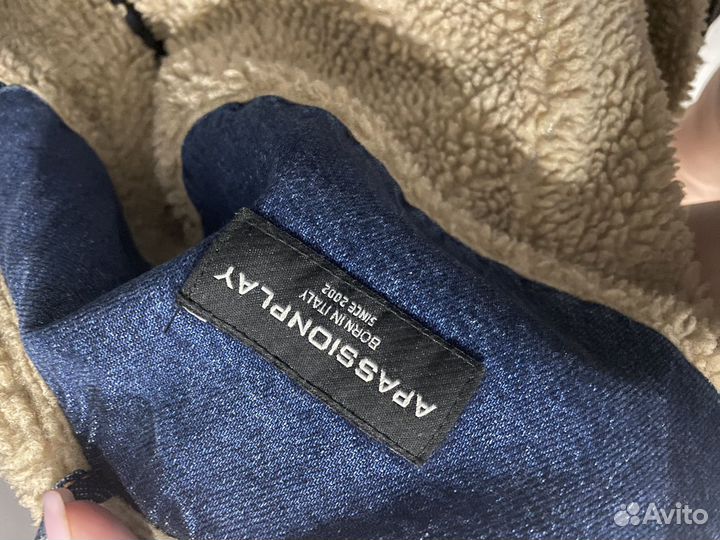 APASSIONPLAY
BORN IN ITALY
SINCE 2002
Avito